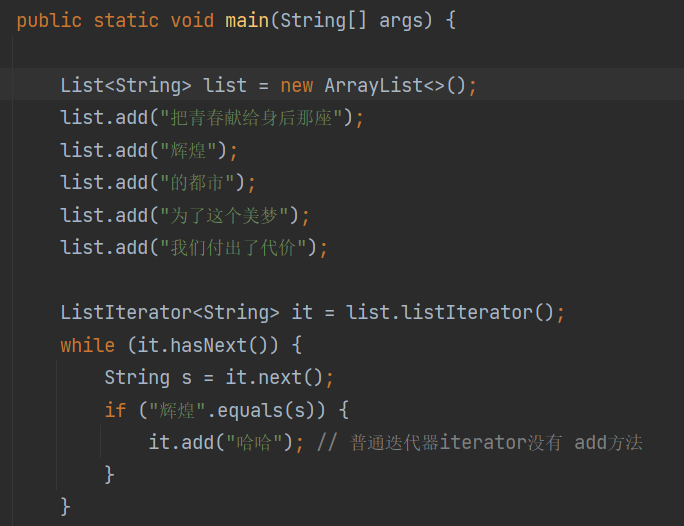 public static void main(String[] args) {
List<String> list = new ArrayList<>();
list.add("把青春献给身后那座");
list.add("辉煌");
list.add("的都市");
list.add("为了这个美梦");
list.add("我们付出了代价");
ListIterator<String> it = list.listIterator();
while (it.hasNext()) {
String s = it.next();
if ("辉煌".equals(s)) {
it.add("哈哈"); // 普通迭代器iterator没有 add方法
}
}